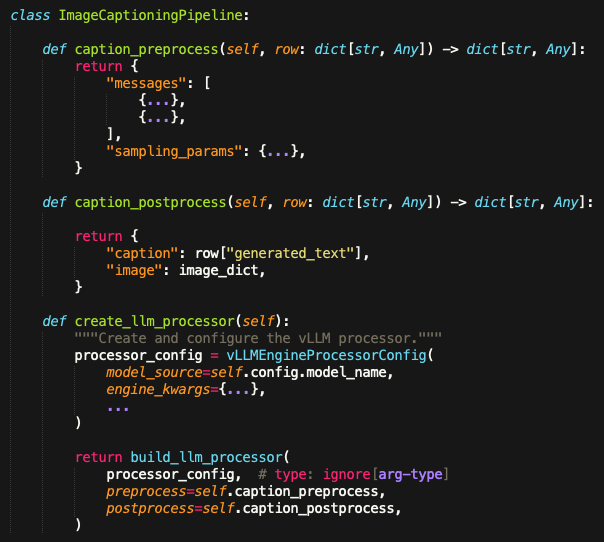 class ImageCaptioningPipeline:
def caption_preprocess(self, row: dict[str, Any]) -> dict[str, Any]:
return {
"messages": [
{...},
{...},
],
"sampling_params": {...},
}
def caption_postprocess(self, row: dict[str, Any]) -> dict[str, Any]:
return {
"caption": row["generated_text"],
"image": image_dict,
}
def create_llm_processor(self):
"""Create and configure the vLLM processor."""
processor_config = vLLMEngineProcessorConfig(
model_source=self.config.model_name,
engine_kwargs={...},
...
)
return build_llm_processor(
processor_config,  # type: ignore[arg-type]
preprocess=self.caption_preprocess,
postprocess=self.caption_postprocess,
)